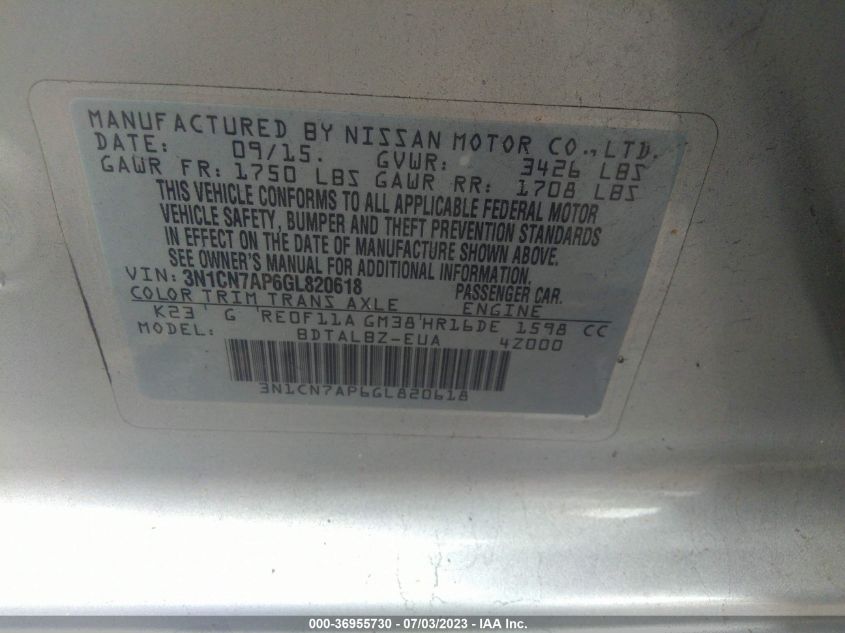 MANUFACTURED BY NISSAN MOTOR CO., LTD.
DATE: 09/15. GVWR: 3426 LBS
GAWR FR: 1750 LBS GAWR RR: 1708 LBS
THIS VEHICLE CONFORMS TO ALL APPLICABLE FEDERAL MOTOR
VEHICLE SAFETY, BUMPER AND THEFT PREVENTION STANDARDS
IN EFFECT ON THE DATE OF MANUFACTURE SHOWN ABOVE.
SEE OWNER'S MANUAL FOR ADDITIONAL INFORMATION
VIN: 3N1CN7AP6GL820618 PASSENGER CAR.
COLOR TRIM TRANS AXLE ENGINE
K23 G RE0F11A GM38 HR16DE 1598 CC
MODEL: BDTALBZ-EUA 4Z000
3N1CN7AP6GL820618
000-36955730 - 07/03/2023 - IAA Inc.